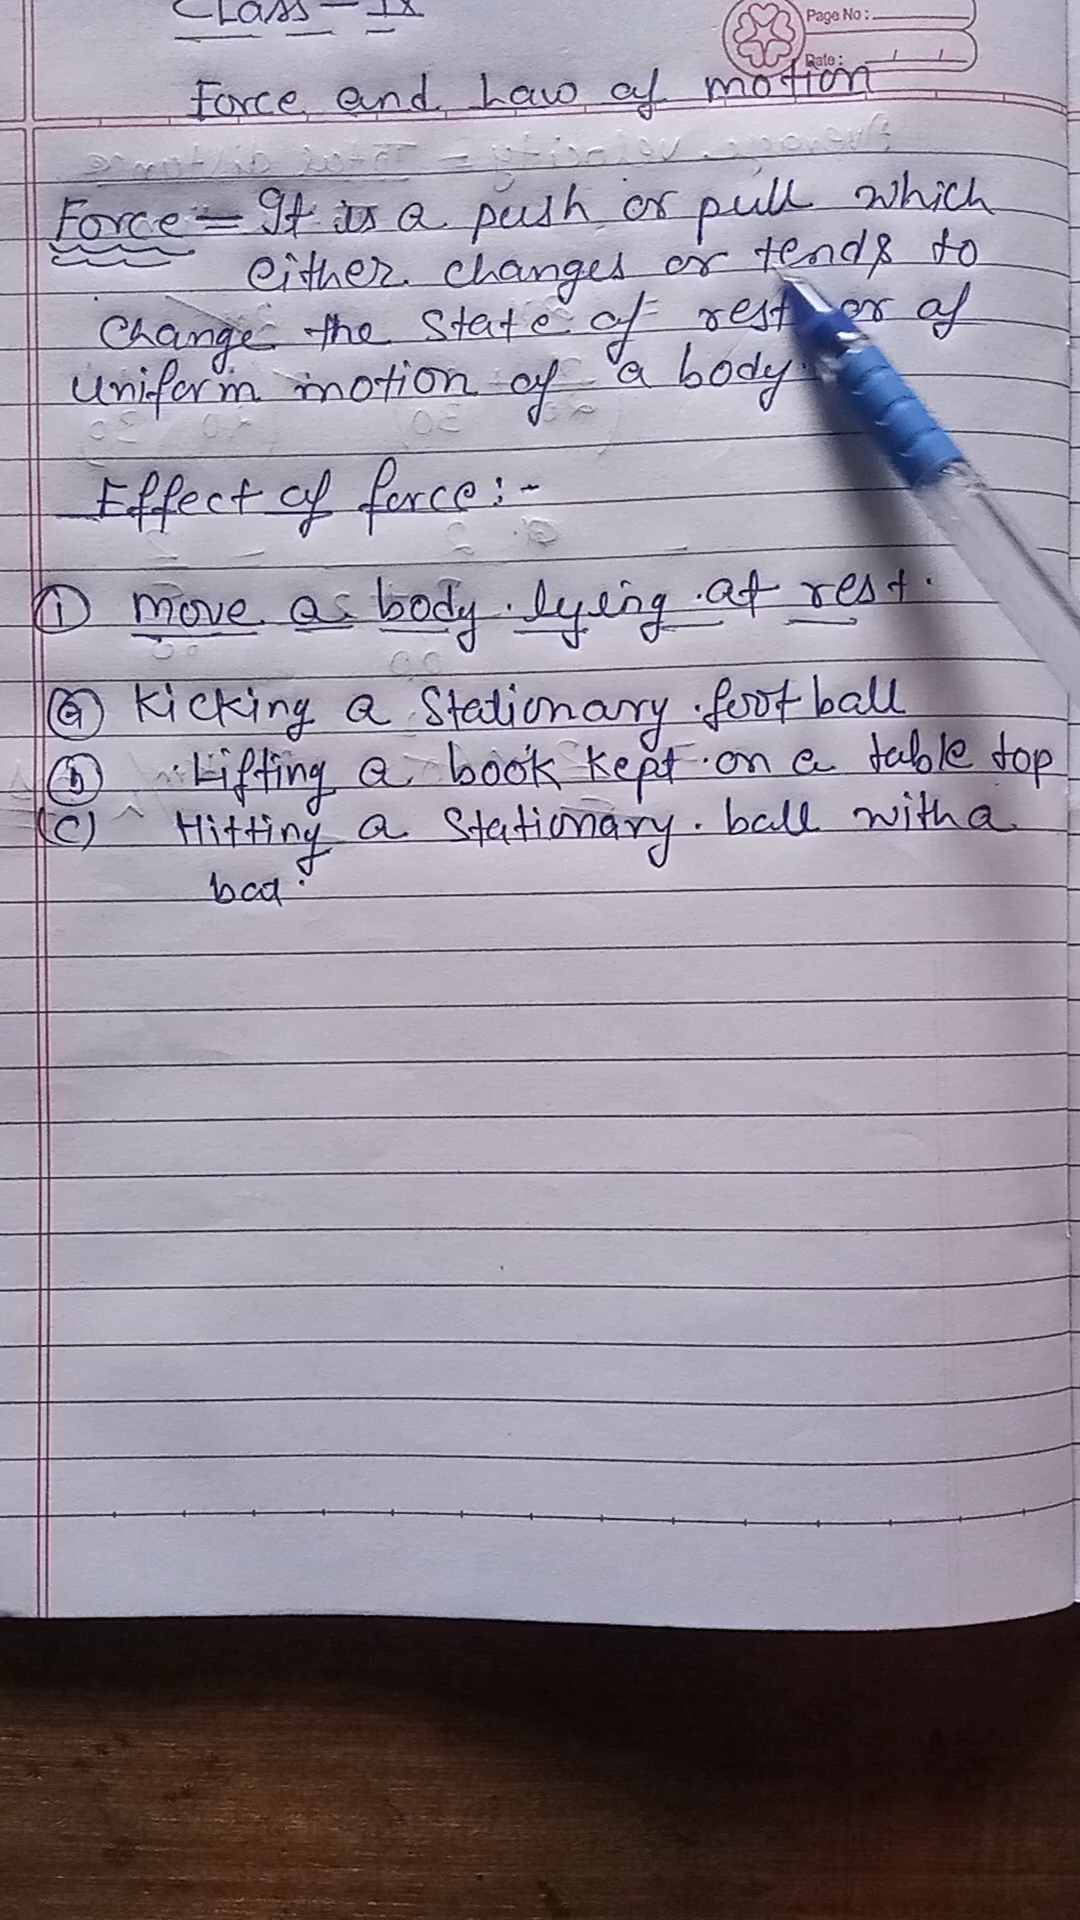 Class - IX
Page No :
Date :
Force and Law of motion
Force = It is a push or pull which
either changes or tends to
change the state of rest or of
uniform motion of a body.
Effect of force :-
(1) move as body lying at rest.
(a) Kicking a stationary football
(b) Lifting a book kept on a table top
(C) Hitting a stationary ball with a
bat.